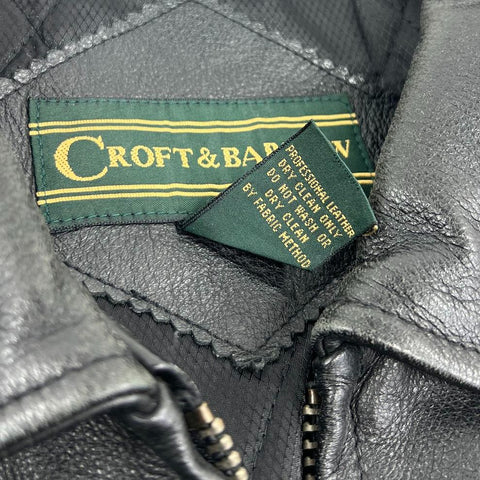 CROFT & BAR N
PROFESSIONAL LEATHER
DRY CLEAN ONLY
DO NOT WASH OR
DRY CLEAN
BY FABRIC METHOD